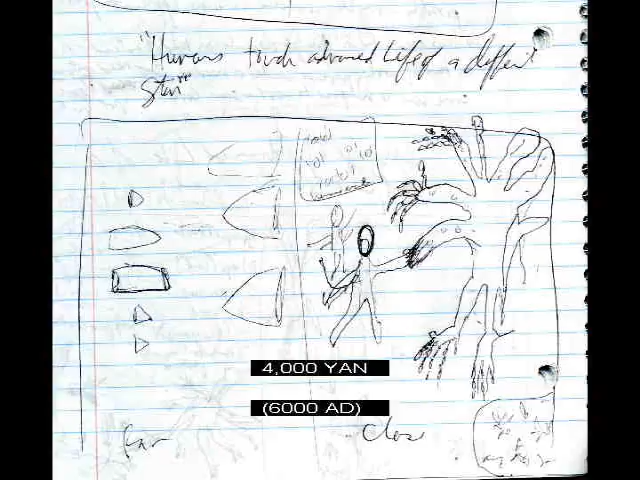 "Humans touch advanced life of a different
Star"
4,000 YAN
(6000 AD)
Far
Close